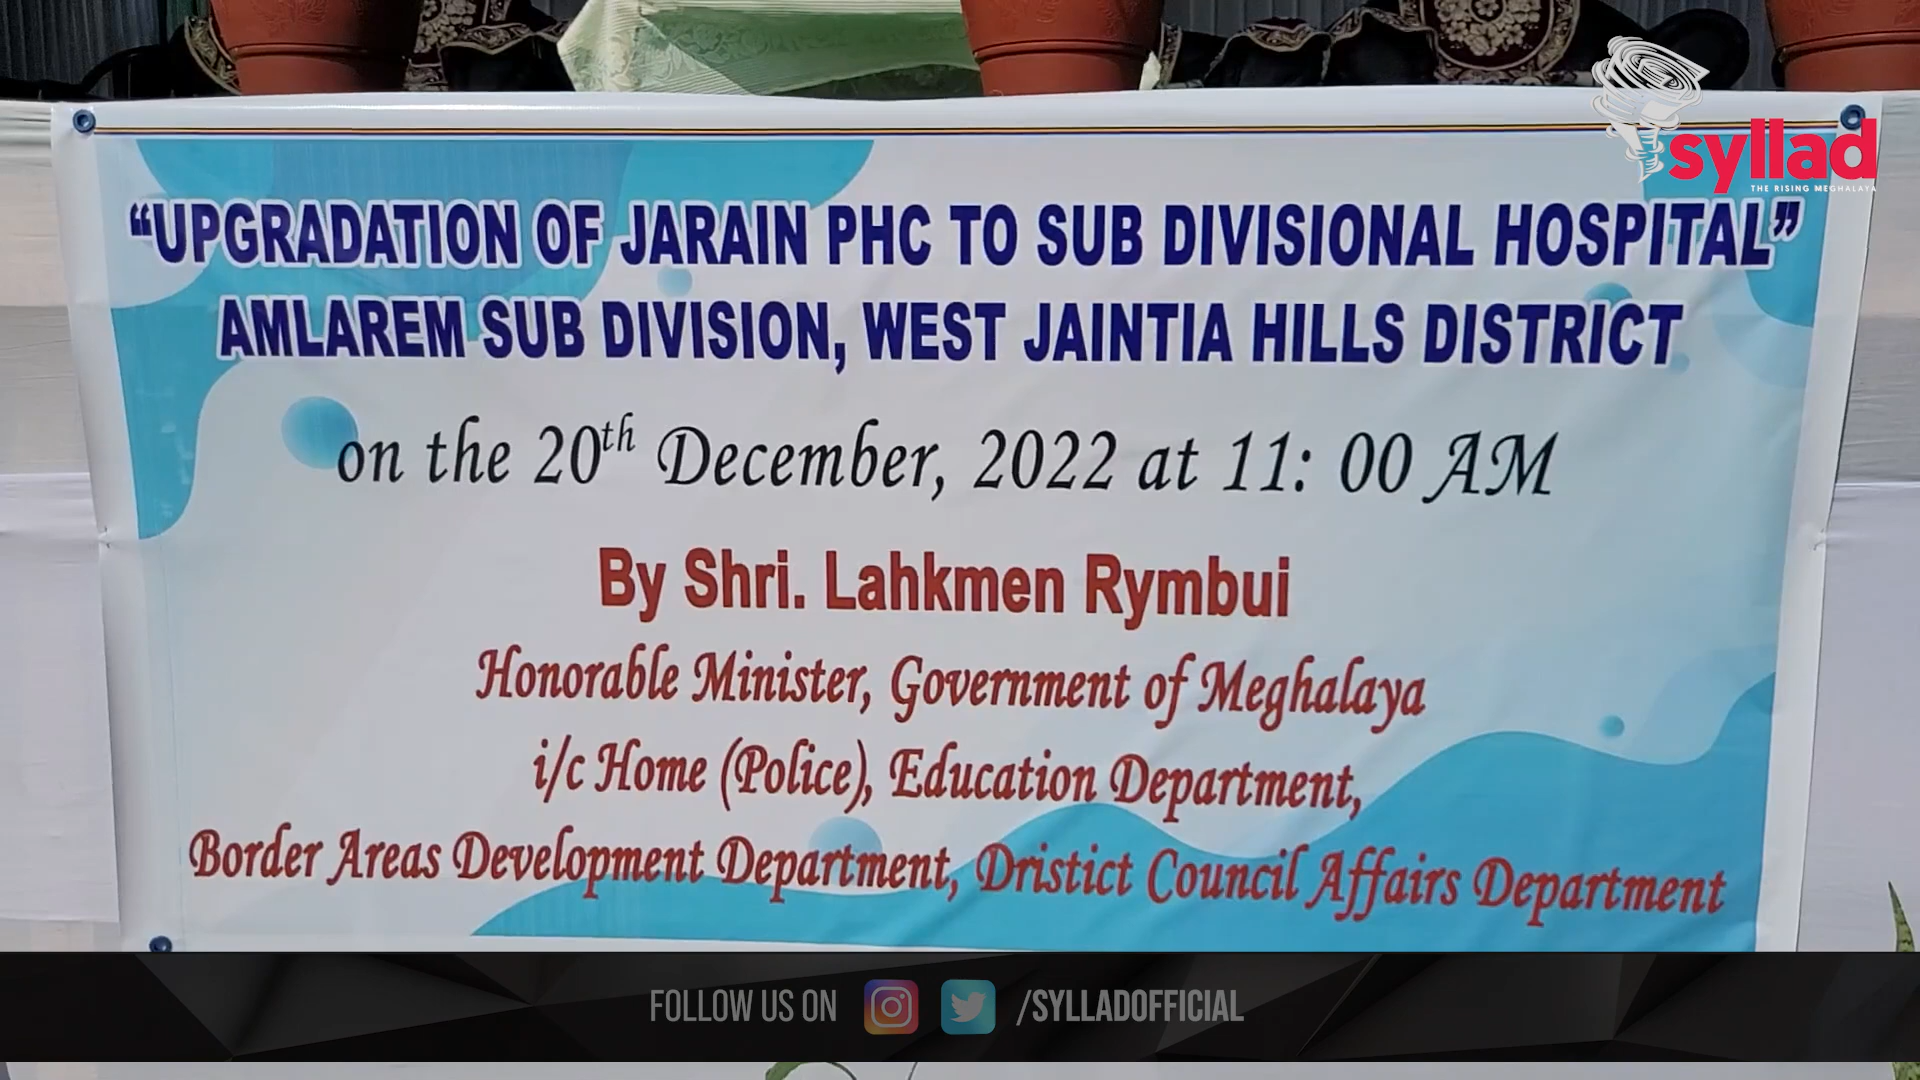 syllad
THE RISING MEGHALAYA
“UPGRADATION OF JARAIN PHC TO SUB DIVISIONAL HOSPITAL”
AMLAREM SUB DIVISION, WEST JAINTIA HILLS DISTRICT
on the 20th December, 2022 at 11: 00 AM
By Shri. Lahkmen Rymbui
Honorable Minister, Government of Meghalaya
i/c Home (Police), Education Department,
Border Areas Development Department, Dristict Council Affairs Department
FOLLOW US ON /SYLLADOFFICIAL